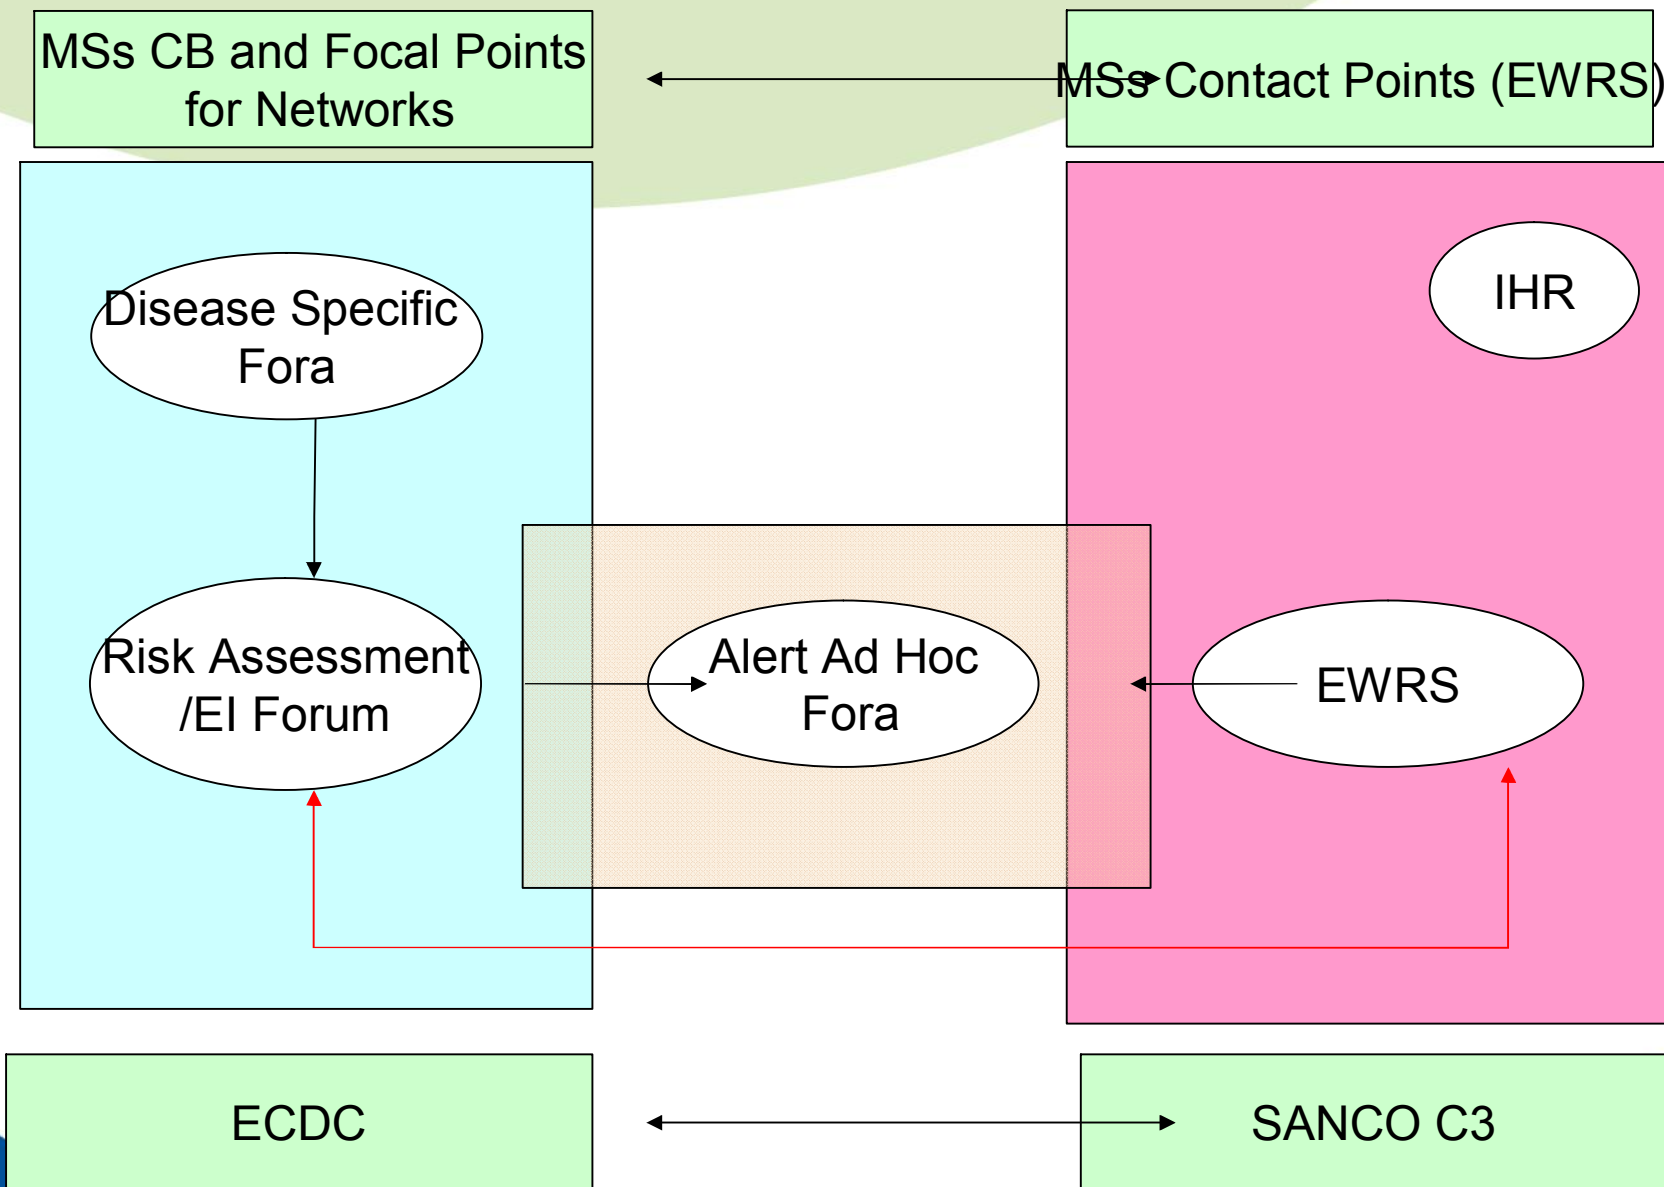 MSs CB and Focal Points
for Networks
MSs Contact Points (EWRS)
Disease Specific
Fora
IHR
Risk Assessment
/EI Forum
Alert Ad Hoc
Fora
EWRS
ECDC
SANCO C3